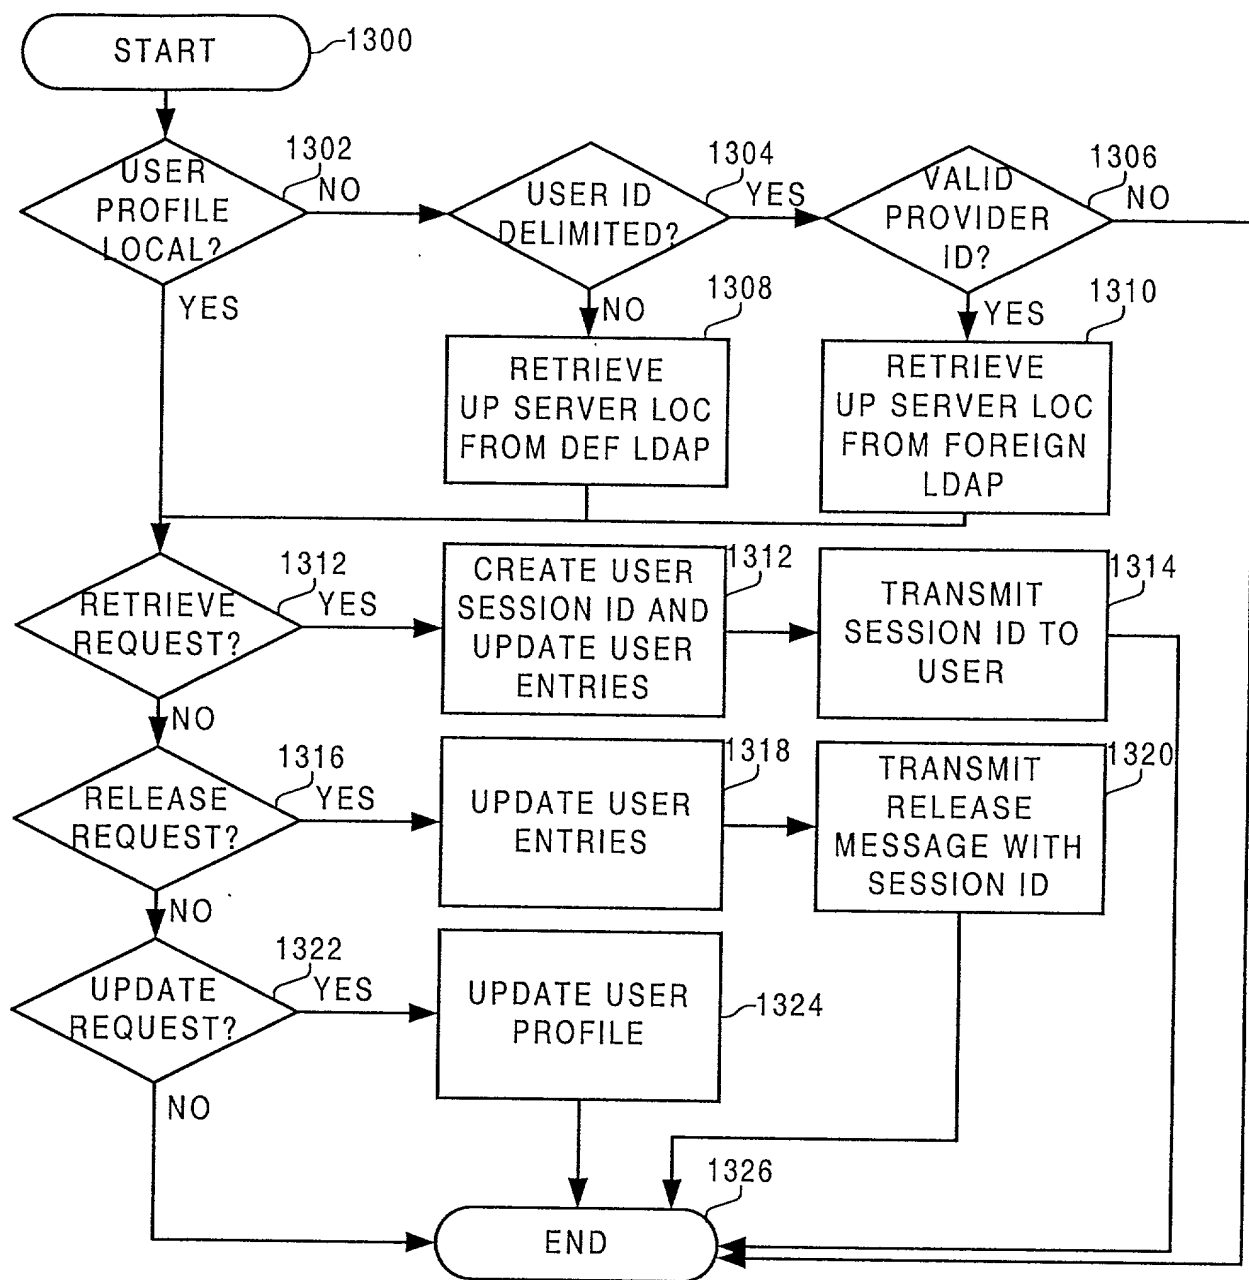 START
1300
USER
PROFILE
LOCAL?
1302
NO
YES
USER ID
DELIMITED?
1304
YES
NO
VALID
PROVIDER
ID?
1306
NO
YES
1308
RETRIEVE
UP SERVER LOC
FROM DEF LDAP
1310
RETRIEVE
UP SERVER LOC
FROM FOREIGN
LDAP
RETRIEVE
REQUEST?
1312
YES
NO
CREATE USER
SESSION ID AND
UPDATE USER
ENTRIES
1312
TRANSMIT
SESSION ID TO
USER
1314
RELEASE
REQUEST?
1316
YES
NO
UPDATE USER
ENTRIES
1318
TRANSMIT
RELEASE
MESSAGE WITH
SESSION ID
1320
UPDATE
REQUEST?
1322
YES
NO
UPDATE USER
PROFILE
1324
END
1326